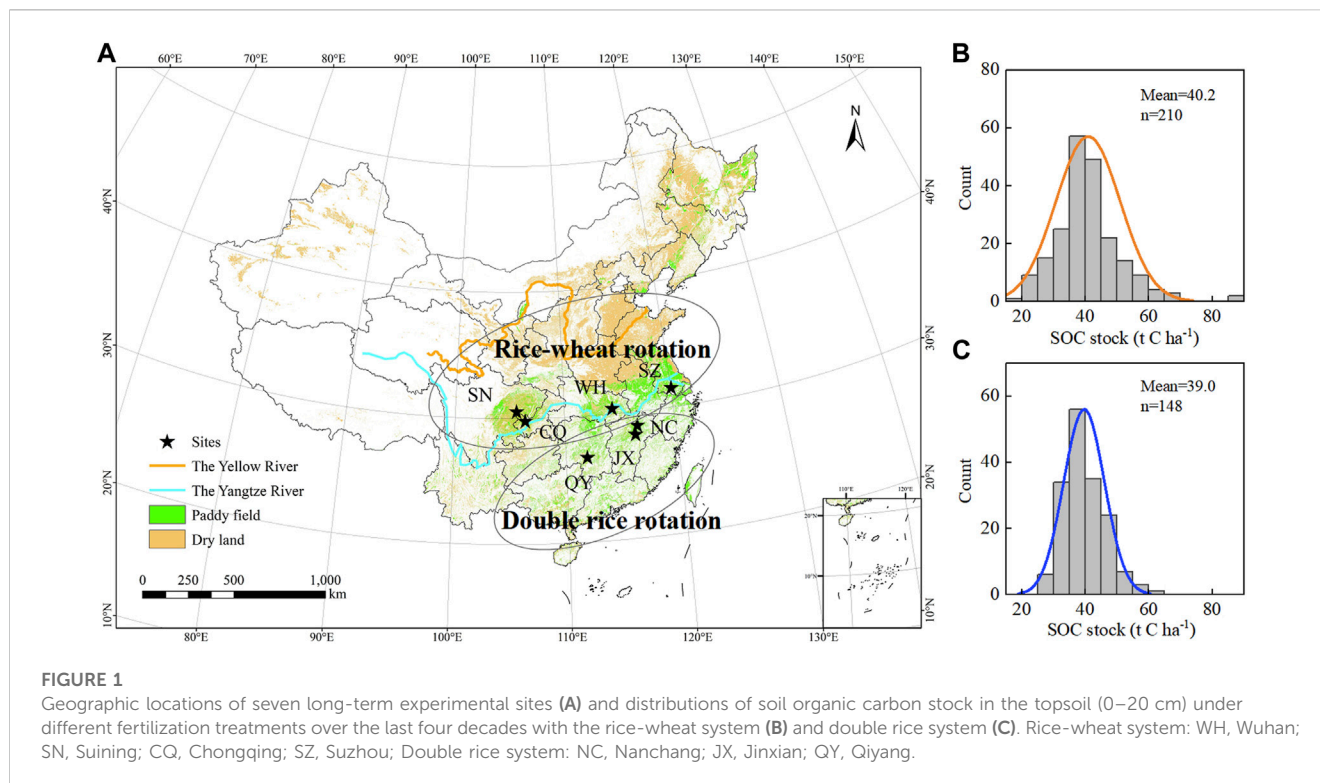 A
60°E 70°E 80°E 90°E 100°E 110°E 120°E 130°E 140°E 150°E
N
40°N
30°N
20°N
10°N
40°N
30°N
20°N
10°N
Rice-wheat rotation
SZ
WH
SN
CQ
NC
JX
QY
Double rice rotation
Sites
The Yellow River
The Yangtze River
Paddy field
Dry land
0 250 500 1,000
km
110°E 120°E
20°N
10°N
80°E 90°E 100°E 110°E 120°E 130°E
B
80
60
40
20
0
Count
Mean=40.2
n=210
20 40 60 80
SOC stock (t C ha⁻¹)
C
80
60
40
20
0
Count
Mean=39.0
n=148
20 40 60 80
SOC stock (t C ha⁻¹)
FIGURE 1
Geographic locations of seven long-term experimental sites (A) and distributions of soil organic carbon stock in the topsoil (0–20 cm) under
different fertilization treatments over the last four decades with the rice-wheat system (B) and double rice system (C). Rice-wheat system: WH, Wuhan;
SN, Suining; CQ, Chongqing; SZ, Suzhou; Double rice system: NC, Nanchang; JX, Jinxian; QY, Qiyang.